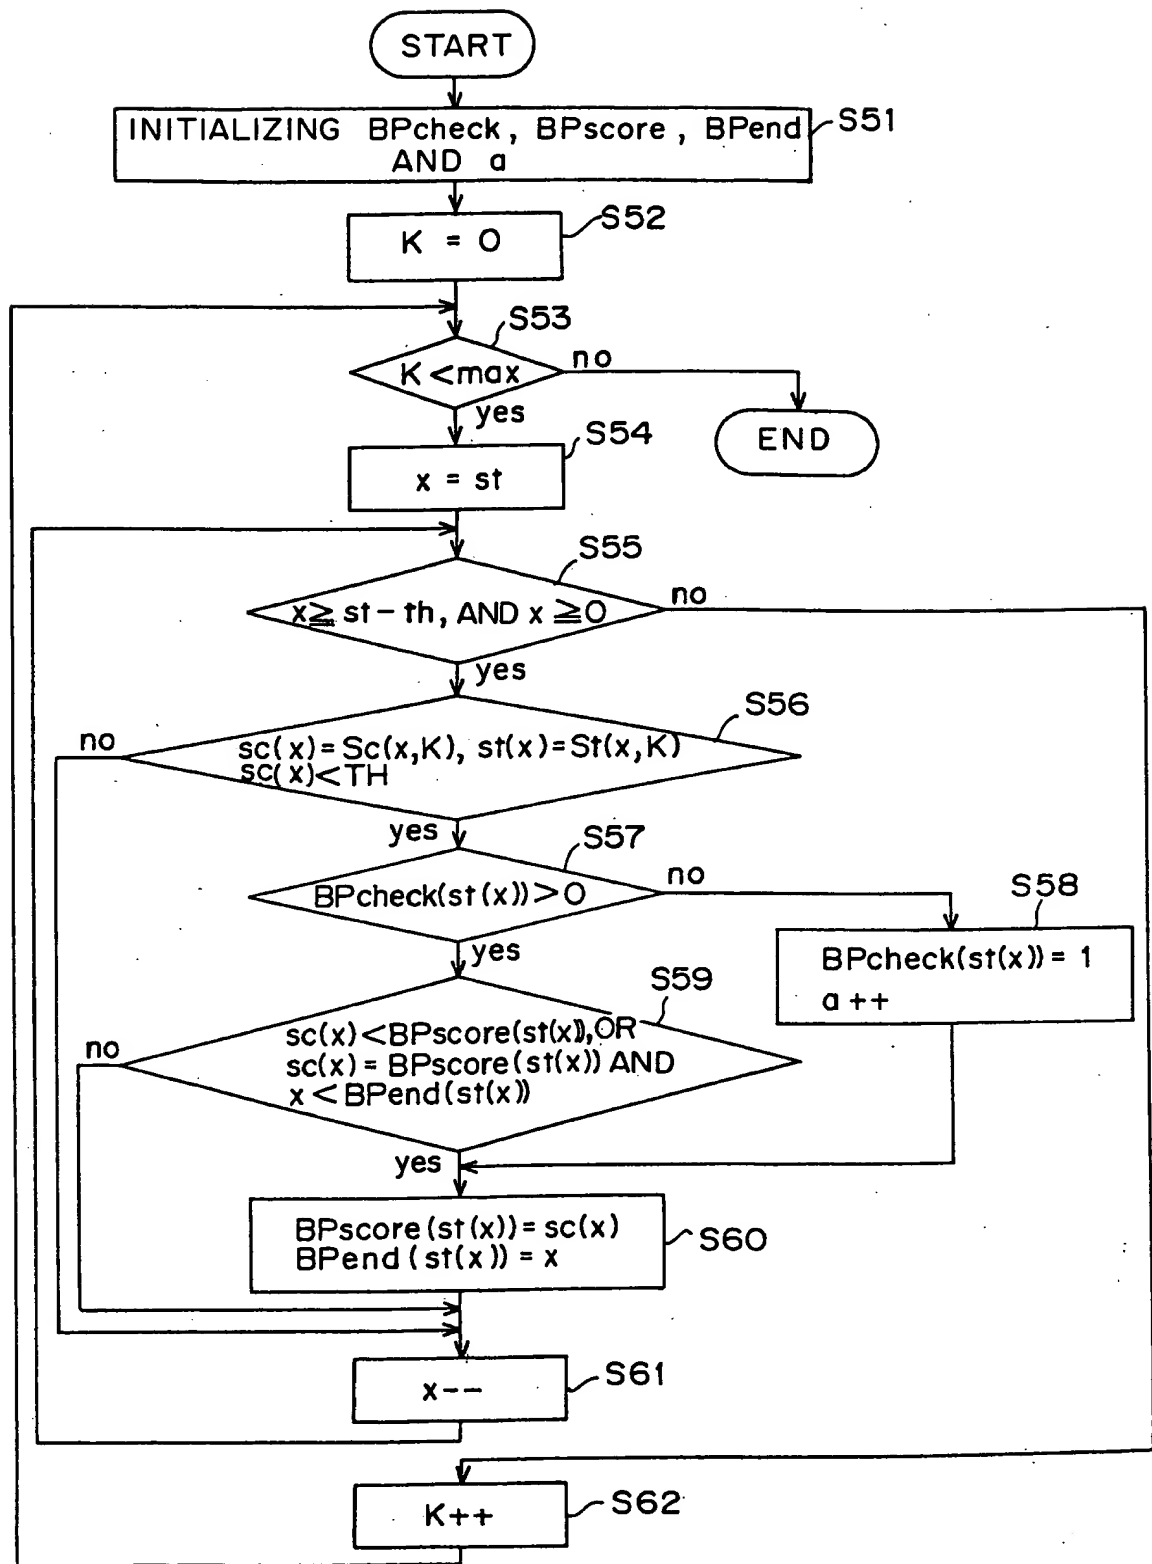 START
INITIALIZING BPcheck, BPscore, BPend
AND a
S51
K = 0
S52
S53
K<max
no
yes
END
S54
x = st
S55
x≧st-th, AND x≧0
no
yes
S56
no
sc(x)=Sc(x,K), st(x)=St(x,K)
sc(x)<TH
yes
S57
BPcheck(st(x))>0
no
yes
S58
BPcheck(st(x))=1
a++
S59
no
sc(x)<BPscore(st(x)),OR
sc(x)=BPscore(st(x)) AND
x<BPend(st(x))
yes
BPscore(st(x))=sc(x)
BPend(st(x))=x
S60
x--
S61
K++
S62